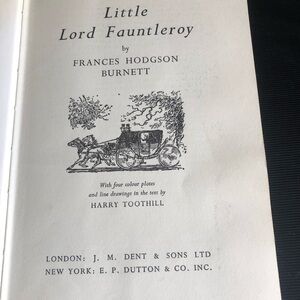 Little
Lord Fauntleroy
by
FRANCES HODGSON
BURNETT
With four colour plates
and line drawings in the text by
HARRY TOOTHILL
LONDON: J. M. DENT & SONS LTD
NEW YORK: E. P. DUTTON & CO. INC.